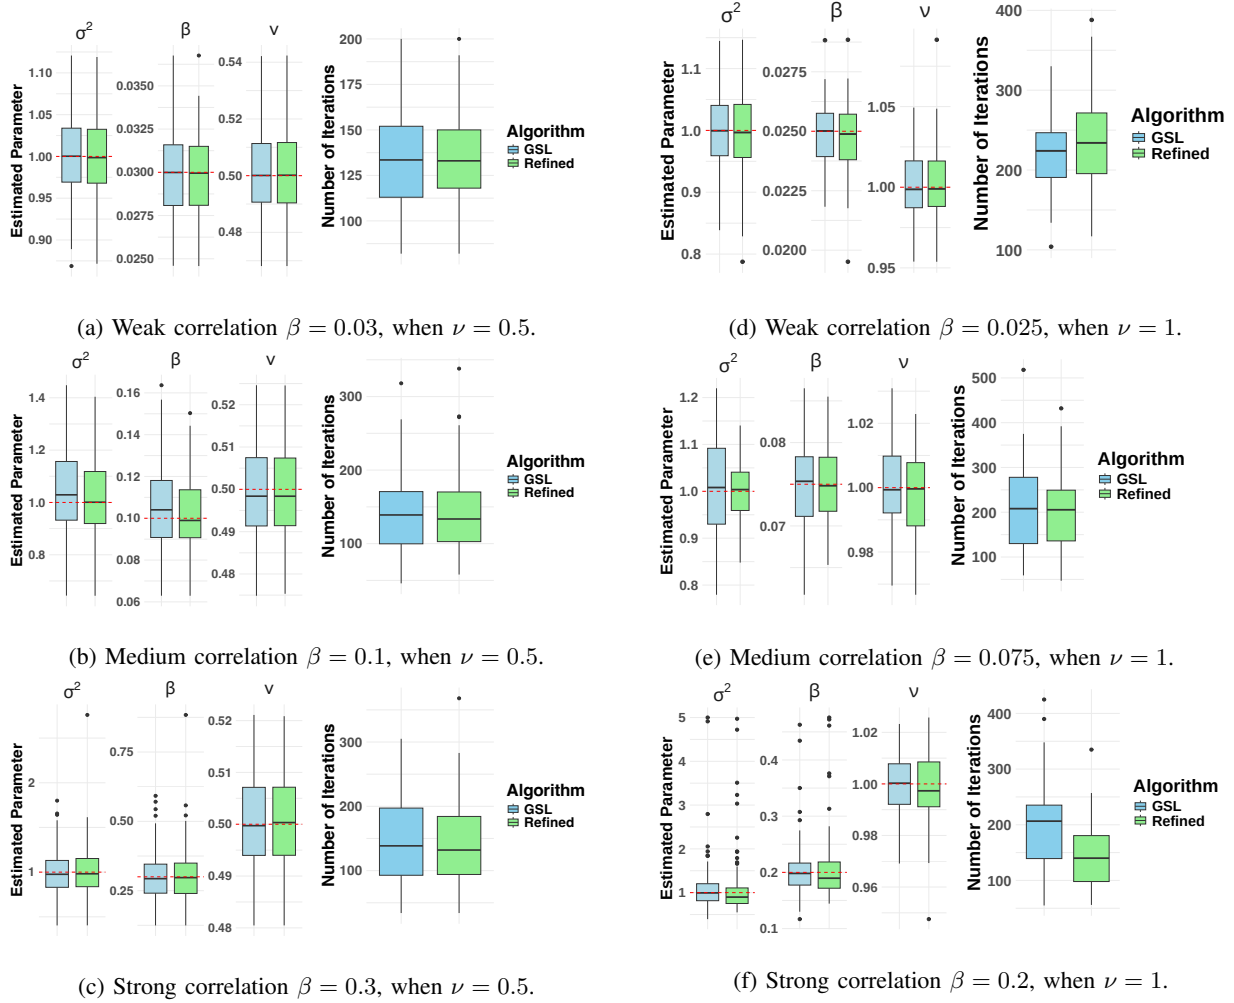 σ² β ν
Estimated Parameter
1.10
1.05
1.00
0.95
0.90
0.0350
0.0325
0.0300
0.0275
0.0250
0.54
0.52
0.50
0.48
Number of Iterations
200
175
150
125
100
Algorithm
GSL
Refined
(a) Weak correlation β = 0.03, when ν = 0.5.
σ² β ν
Estimated Parameter
1.1
1.0
0.9
0.8
0.0275
0.0250
0.0225
0.0200
1.05
1.00
0.95
Number of Iterations
400
300
200
100
Algorithm
GSL
Refined
(d) Weak correlation β = 0.025, when ν = 1.
σ² β ν
Estimated Parameter
1.4
1.2
1.0
0.8
0.16
0.14
0.12
0.10
0.08
0.06
0.52
0.51
0.50
0.49
0.48
Number of Iterations
300
200
100
Algorithm
GSL
Refined
(b) Medium correlation β = 0.1, when ν = 0.5.
σ² β ν
Estimated Parameter
1.2
1.1
1.0
0.9
0.8
0.08
0.07
1.02
1.00
0.98
Number of Iterations
500
400
300
200
100
Algorithm
GSL
Refined
(e) Medium correlation β = 0.075, when ν = 1.
σ² β ν
Estimated Parameter
2
1
0.75
0.50
0.25
0.52
0.51
0.50
0.49
0.48
Number of Iterations
300
200
100
Algorithm
GSL
Refined
(c) Strong correlation β = 0.3, when ν = 0.5.
σ² β ν
Estimated Parameter
5
4
3
2
1
0.4
0.3
0.2
0.1
1.02
1.00
0.98
0.96
Number of Iterations
400
300
200
100
Algorithm
GSL
Refined
(f) Strong correlation β = 0.2, when ν = 1.